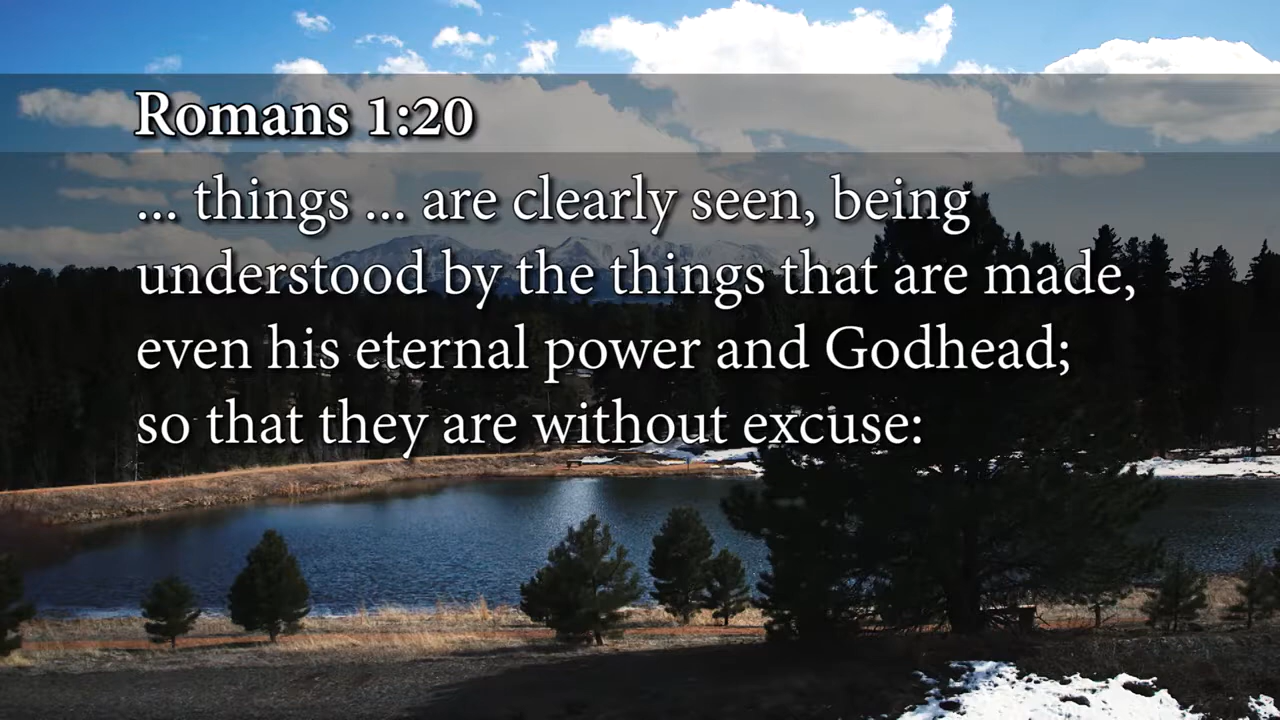 Romans 1:20
... things ... are clearly seen, being
understood by the things that are made,
even his eternal power and Godhead;
so that they are without excuse: